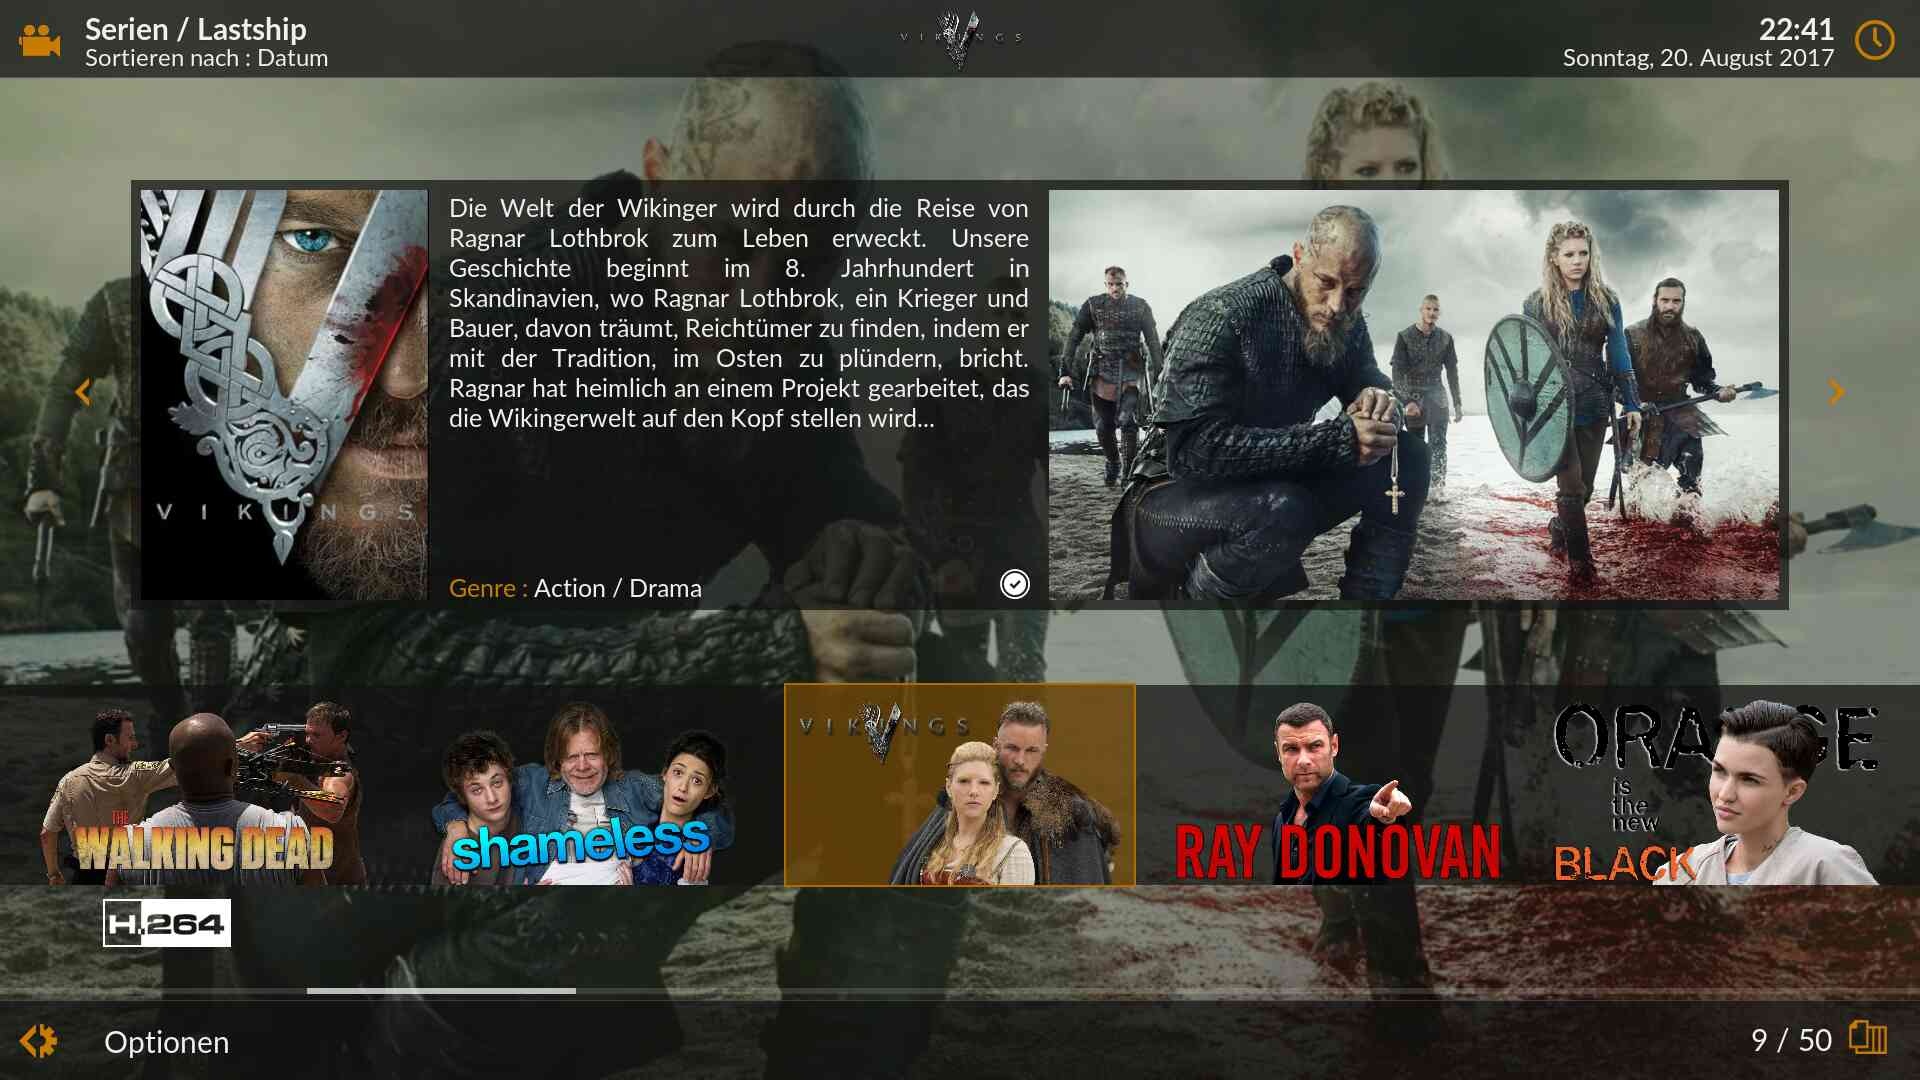 Serien / Lastship
Sortieren nach : Datum
VIKINGS
22:41
Sonntag, 20. August 2017
VIKINGS
Die Welt der Wikinger wird durch die Reise von
Ragnar Lothbrok zum Leben erweckt. Unsere
Geschichte beginnt im 8. Jahrhundert in
Skandinavien, wo Ragnar Lothbrok, ein Krieger und
Bauer, davon träumt, Reichtümer zu finden, indem er
mit der Tradition, im Osten zu plündern, bricht.
Ragnar hat heimlich an einem Projekt gearbeitet, das
die Wikingerwelt auf den Kopf stellen wird...
Genre : Action / Drama
THE
WALKING DEAD
shameless
VIKINGS
RAY DONOVAN
ORANGE
is
the
new
BLACK
H.264
Optionen
9 / 50